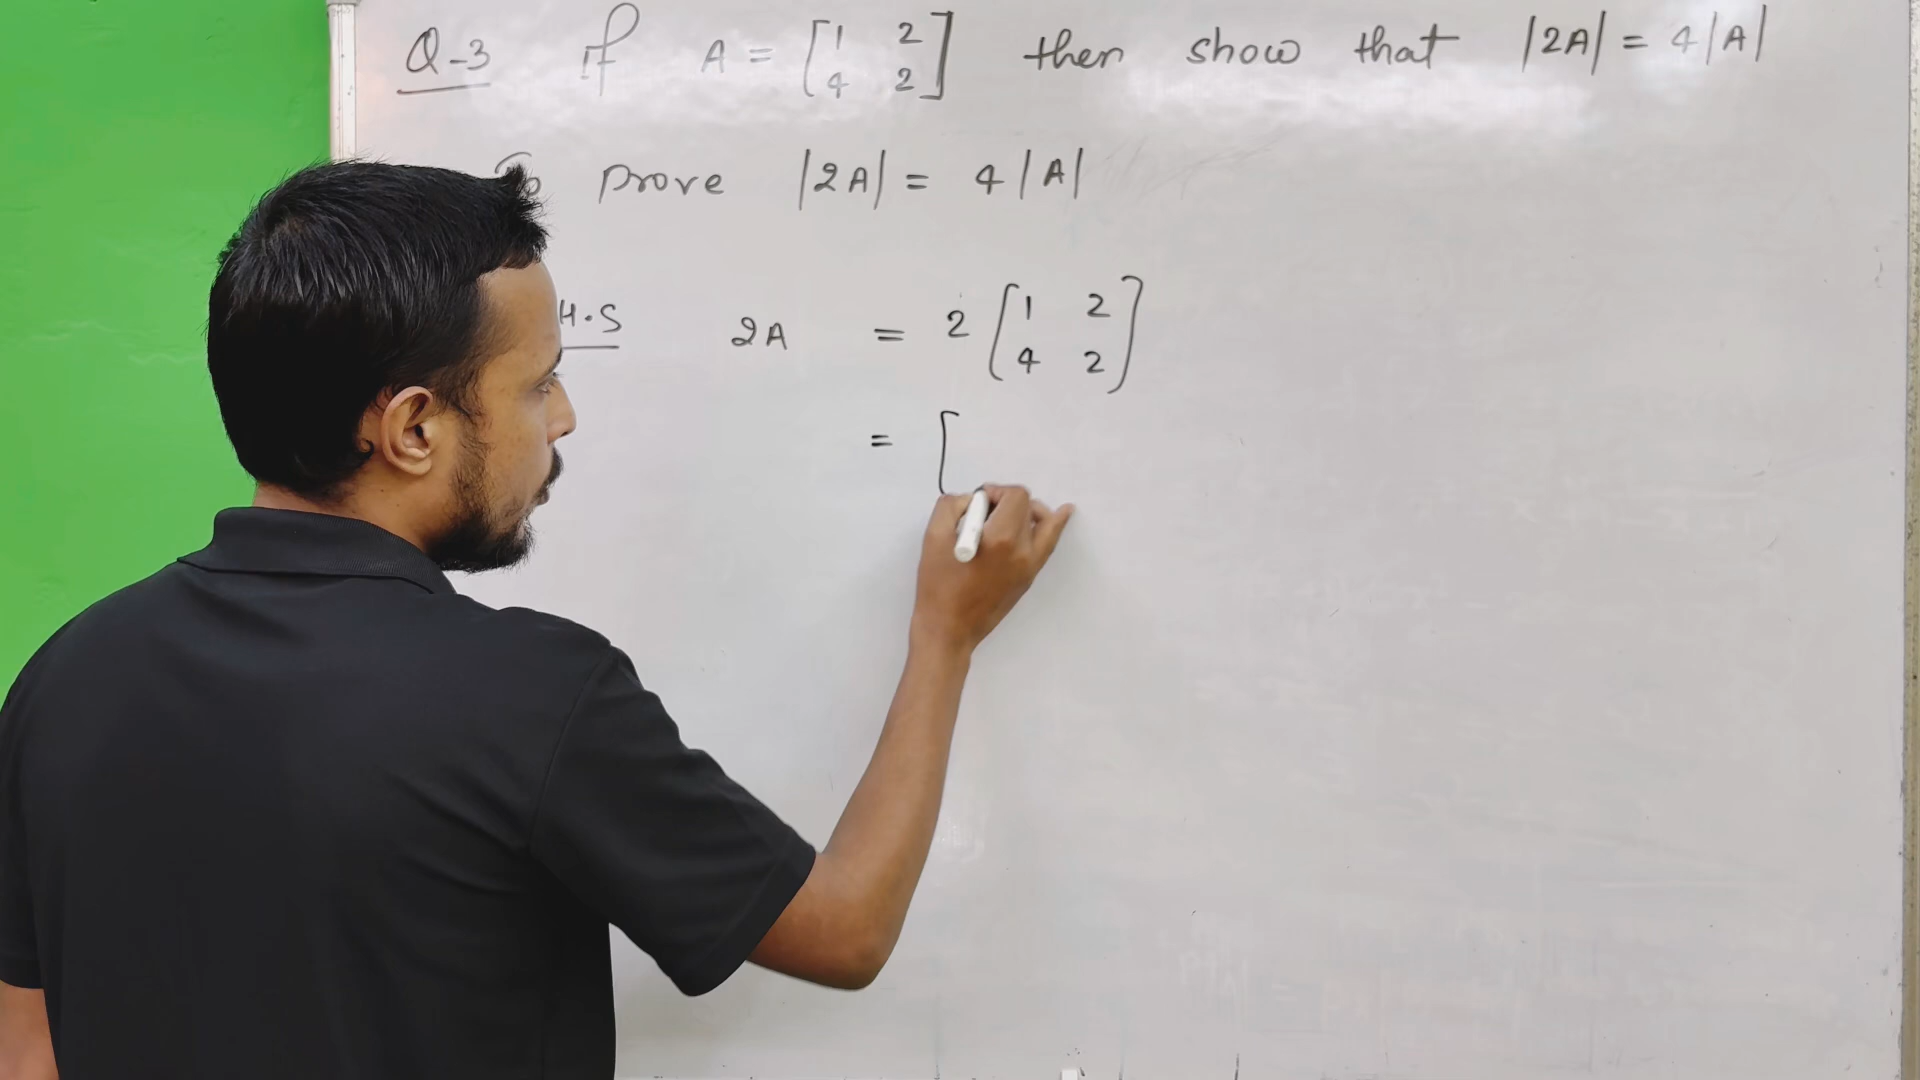 Q-3 If A = [1 2 4 2] then show that |2A| = 4|A|
To prove |2A| = 4|A|
H.S 2A = 2 [1 2 4 2]
= [